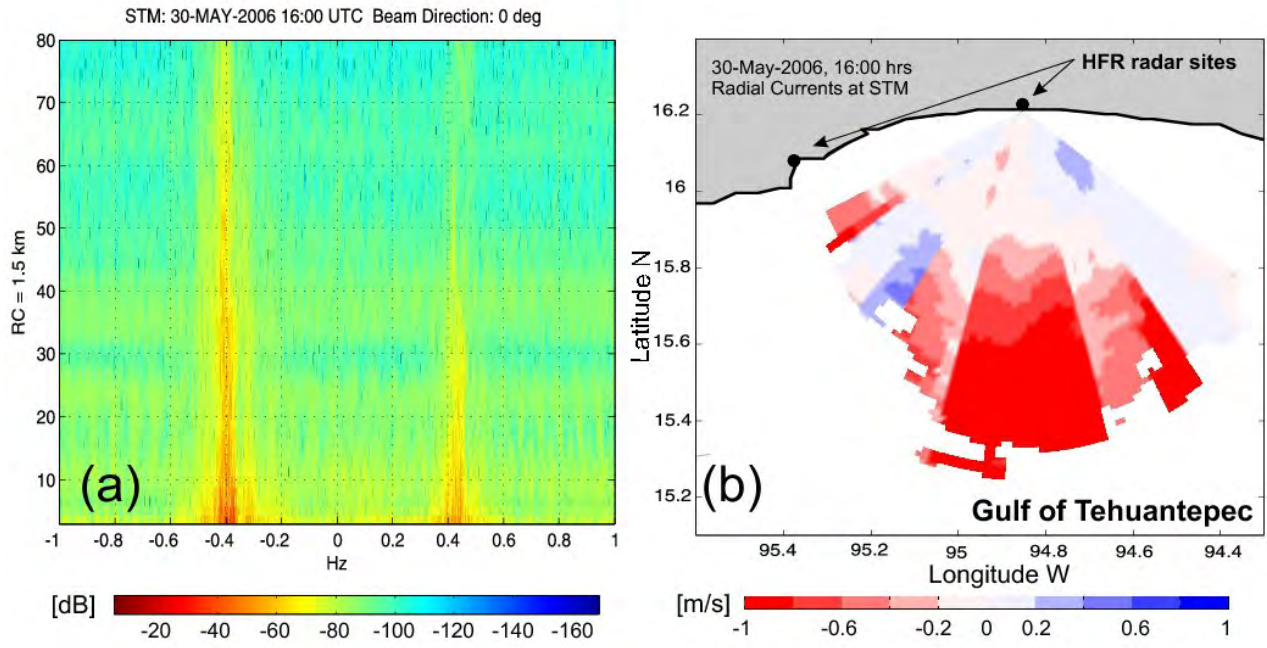 STM: 30-MAY-2006 16:00 UTC Beam Direction: 0 deg
80
70
60
50
40
30
20
10
RC = 1.5 km
(a)
-1 -0.8 -0.6 -0.4 -0.2 0 0.2 0.4 0.6 0.8 1
Hz
[dB]
-20 -40 -60 -80 -100 -120 -140 -160
30-May-2006, 16:00 hrs
Radial Currents at STM
HFR radar sites
16.2
16
15.8
15.6
15.4
15.2
Latitude N
(b)
Gulf of Tehuantepec
95.4 95.2 95 94.8 94.6 94.4
Longitude W
[m/s]
-1 -0.6 -0.2 0 0.2 0.6 1